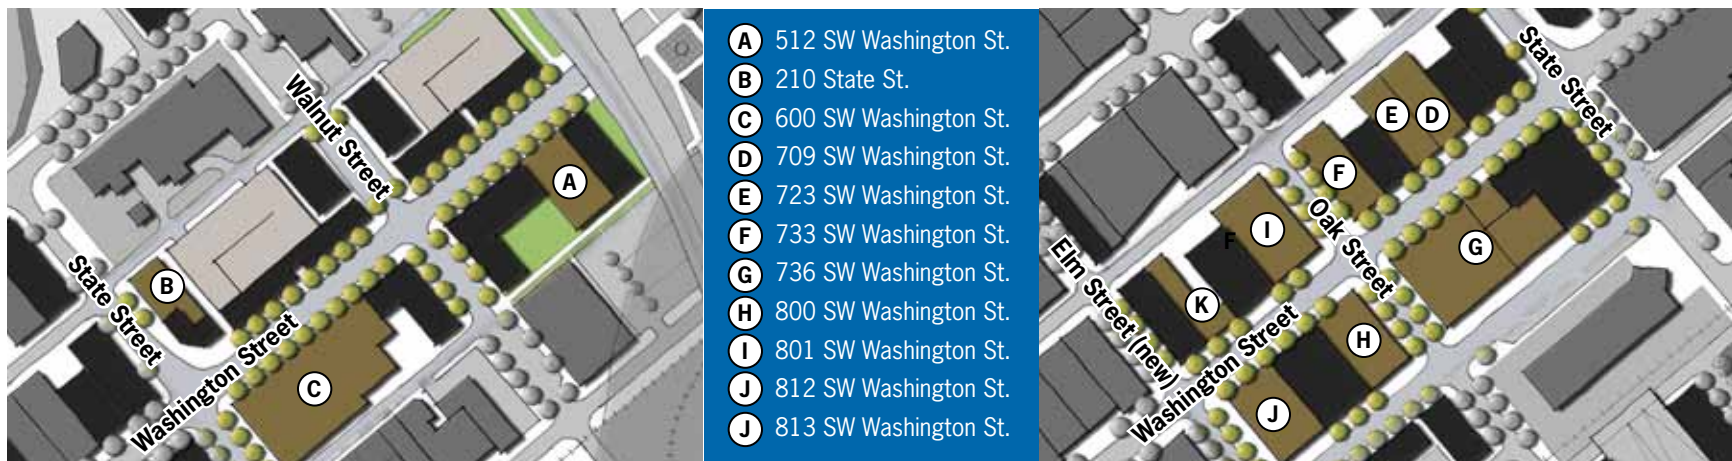 Walnut Street
A
B
State Street
Washington Street
C
A 512 SW Washington St.
B 210 State St.
C 600 SW Washington St.
D 709 SW Washington St.
E 723 SW Washington St.
F 733 SW Washington St.
G 736 SW Washington St.
H 800 SW Washington St.
I 801 SW Washington St.
J 812 SW Washington St.
J 813 SW Washington St.
State Street
E
D
F
Oak Street
I
F
G
Elm Street (new)
K
Washington Street
H
J